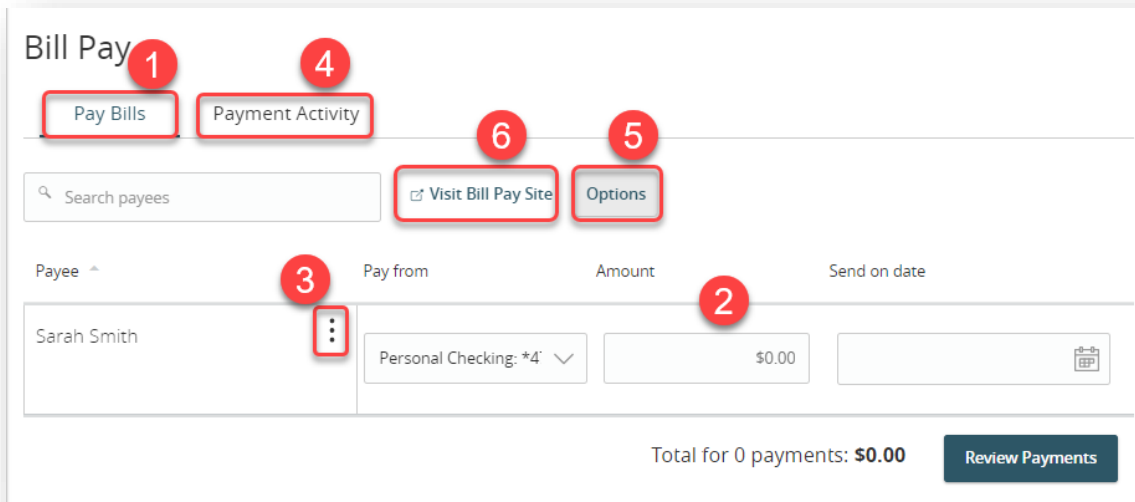 Bill Pay
1
4
Pay Bills
Payment Activity
6
5
Search payees
Visit Bill Pay Site
Options
Payee
Pay from
Amount
Send on date
3
2
Sarah Smith
Personal Checking: *4
$0.00
Total for 0 payments: $0.00
Review Payments